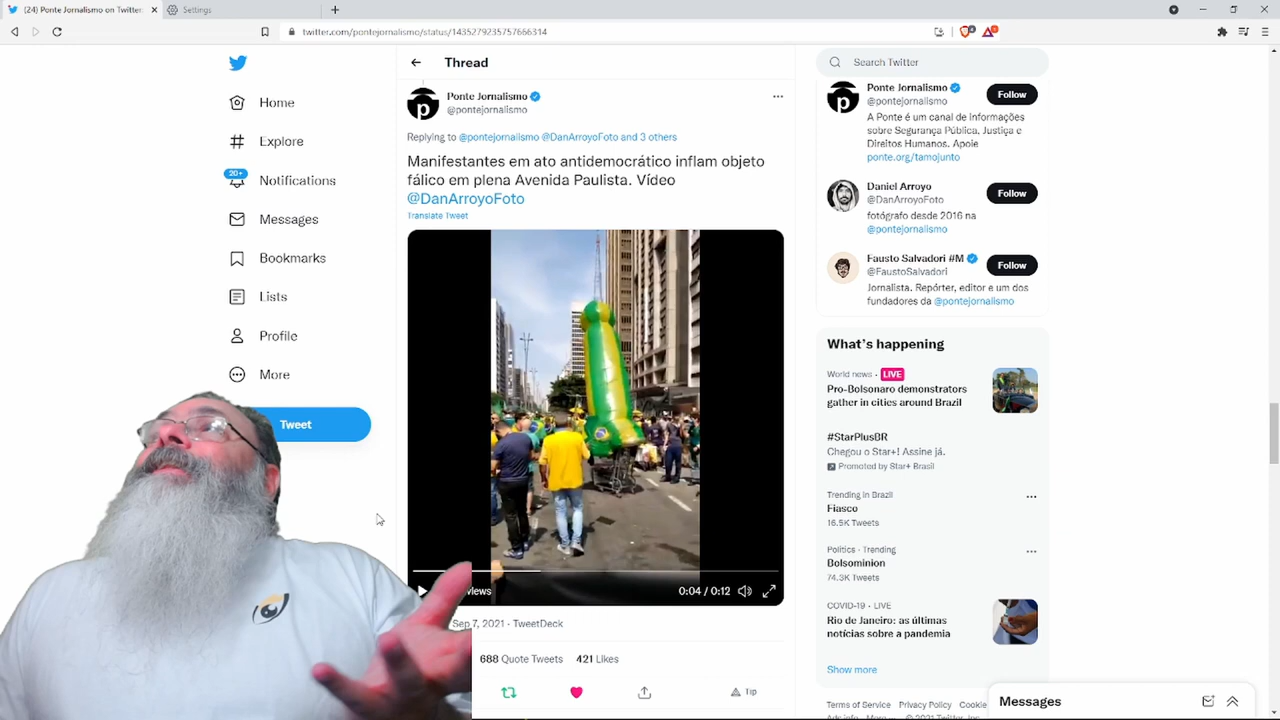 (24) Ponte Jornalismo on Twitter:
Settings
twitter.com/pontejornalismo/status/1435279235757666314
Home
Explore
20+
Notifications
Messages
Bookmarks
Lists
Profile
More
Tweet
Thread
Ponte Jornalismo
@pontejornalismo
Replying to @pontejornalismo @DanArroyoFoto and 3 others
Manifestantes em ato antidemocrático inflam objeto
fálico em plena Avenida Paulista. Vídeo
@DanArroyoFoto
Translate Tweet
views
0:04 / 0:12
Sep 7, 2021 · TweetDeck
688 Quote Tweets 421 Likes
Tip
Search Twitter
Ponte Jornalismo
@pontejornalismo
Follow
A Ponte é um canal de informações
sobre Segurança Pública, Justiça e
Direitos Humanos. Apoie
ponte.org/tamojunto
Daniel Arroyo
@DanArroyoFoto
Follow
fotógrafo desde 2016 na
@pontejornalismo
Fausto Salvadori #M
@FaustoSalvadori
Follow
Jornalista. Repórter, editor e um dos
fundadores da @pontejornalismo
What's happening
World news · LIVE
Pro-Bolsonaro demonstrators
gather in cities around Brazil
#StarPlusBR
Chegou o Star+! Assine já.
Promoted by Star+ Brasil
Trending in Brazil
Fiasco
16.5K Tweets
Politics · Trending
Bolsominion
74.3K Tweets
COVID-19 · LIVE
Rio de Janeiro: as últimas
notícias sobre a pandemia
Show more
Terms of Service Privacy Policy Cookie
Messages